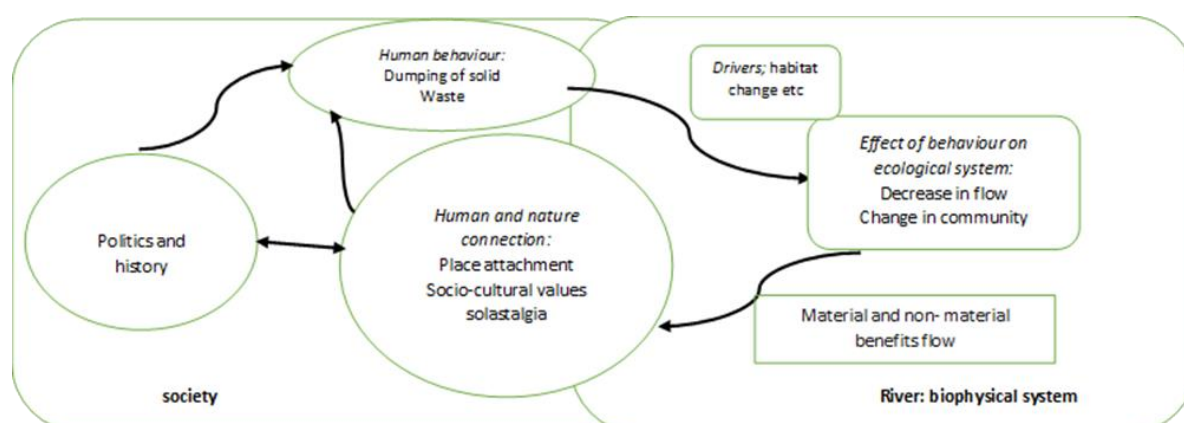 Human behaviour:
Dumping of solid
Waste
Drivers; habitat
change etc
Effect of behaviour on
ecological system:
Decrease in flow
Change in community
Politics and
history
Human and nature
connection:
Place attachment
Socio-cultural values
solastalgia
Material and non- material
benefits flow
society
River: biophysical system